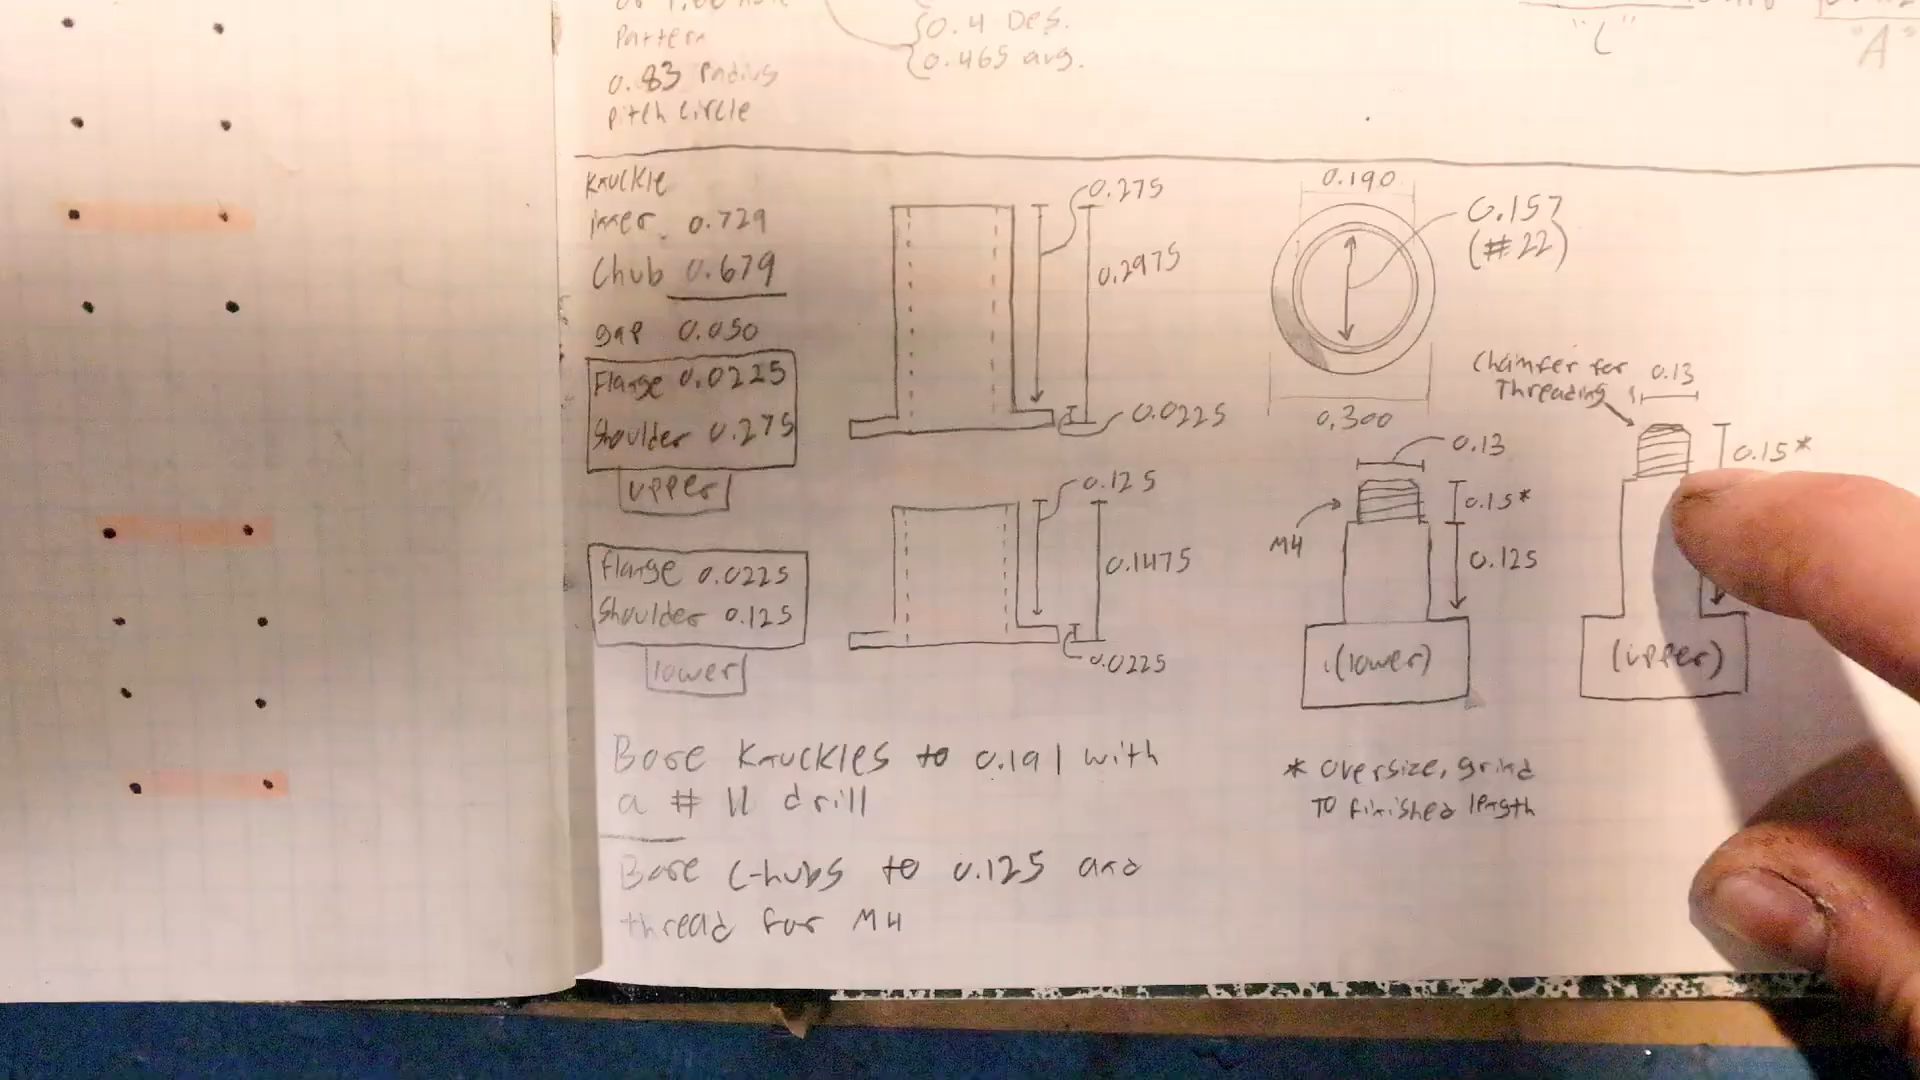 Pattern
0.83 Radius
Pitch Circle
{0.4 Des.
{0.465 avg.
"C"
"A"
Knuckle
inner 0.729
Chub 0.679
gap 0.050
Flange 0.0225
Shoulder 0.275
upper
Flange 0.0225
Shoulder 0.125
lower
0.275
0.2975
0.0225
0.125
0.1475
0.0225
0.190
0.157
(#22)
0.300
Chamfer for
Threading
0.13
0.15*
(upper)
0.13
0.15*
M4
0.125
(lower)
* oversize, grind
To finished length
Bore Knuckles to 0.191 with
a # 11 drill
Bore C-hubs to 0.125 and
thread for M4